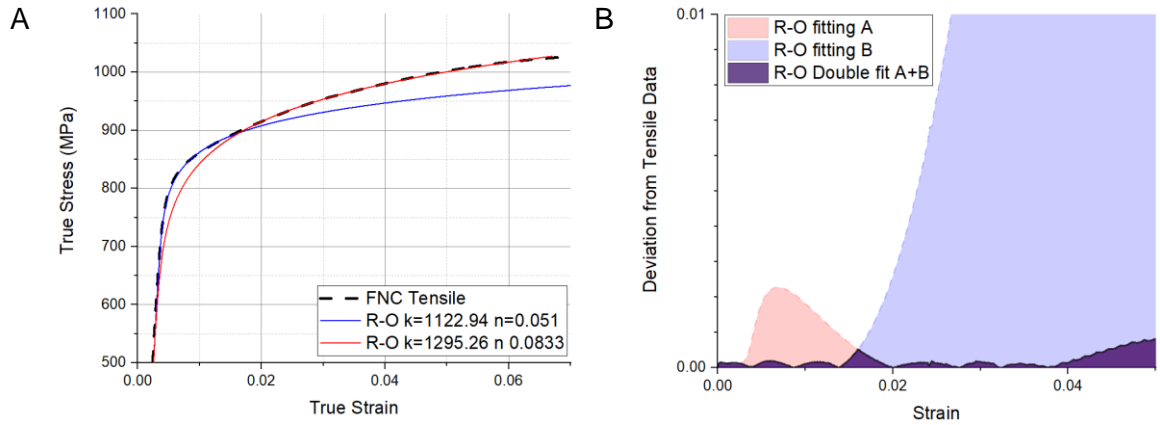 A
True Stress (MPa)
1100
1000
900
800
700
600
500
0.00
0.02
0.04
0.06
True Strain
FNC Tensile
R-O k=1122.94 n=0.051
R-O k=1295.26 n 0.0833
B
Deviation from Tensile Data
0.01
0.00
0.00
0.02
0.04
Strain
R-O fitting A
R-O fitting B
R-O Double fit A+B